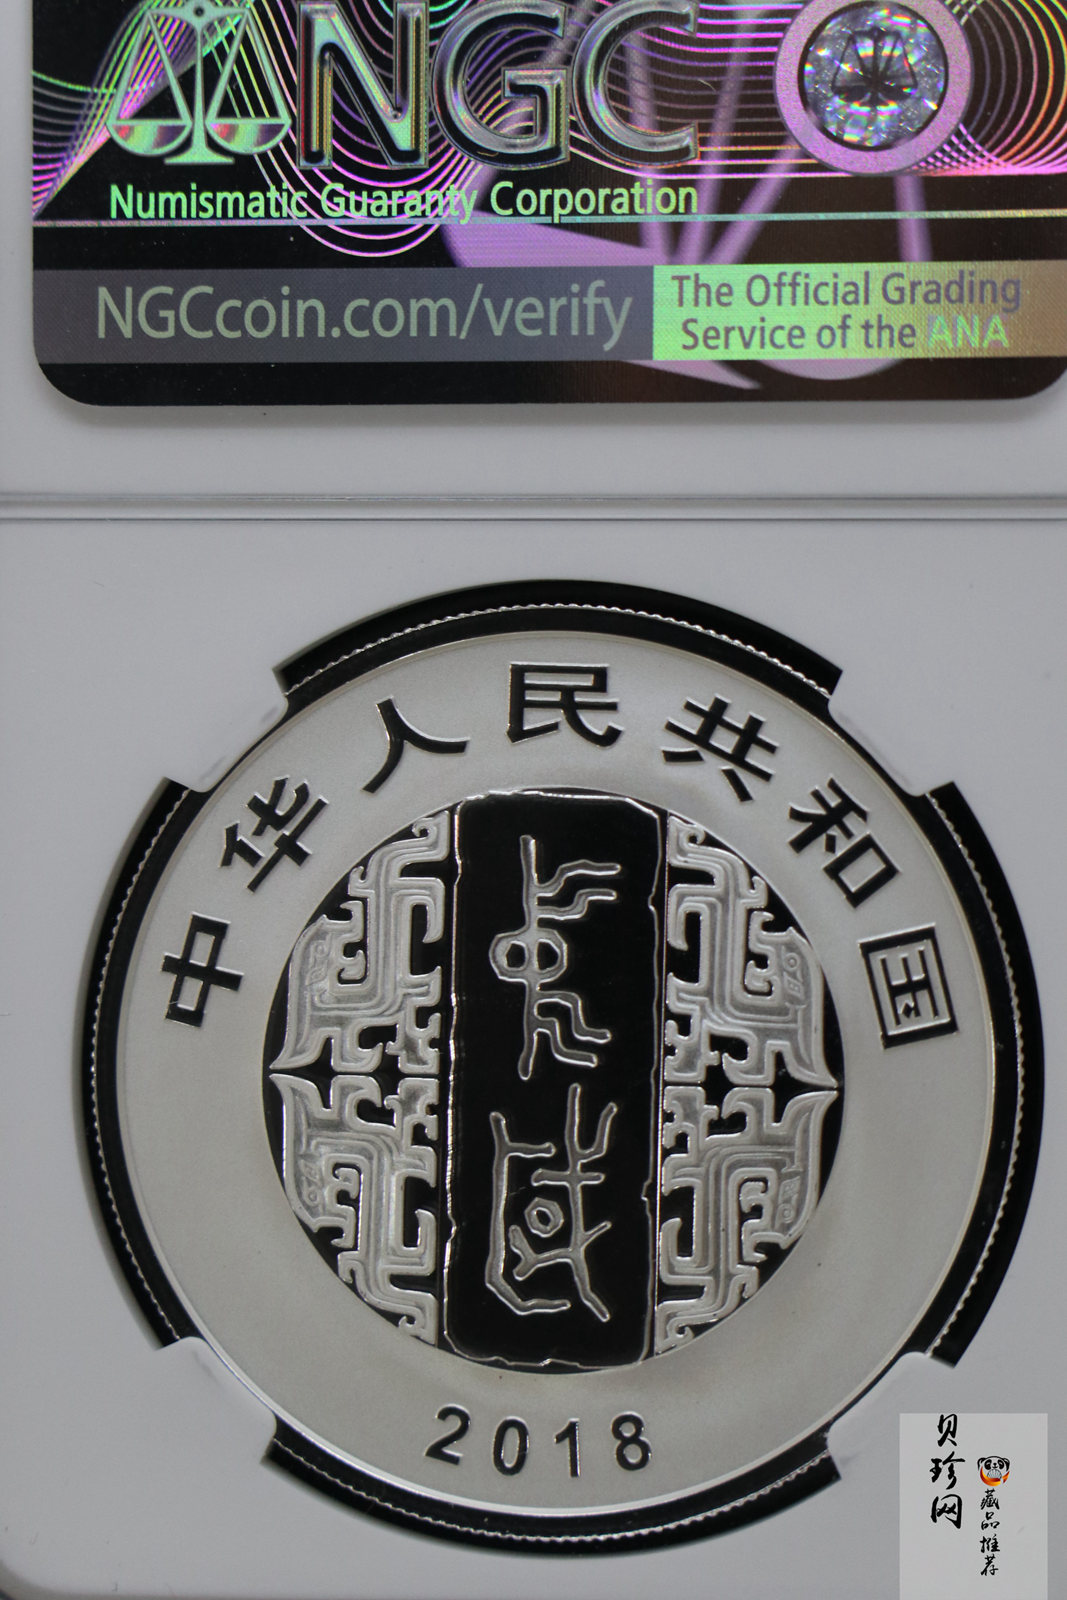 NGC
Numismatic Guaranty Corporation
NGCcoin.com/verify
The Official Grading
Service of the ANA
中华人民共和国
2018
贝珍网
藏品推荐